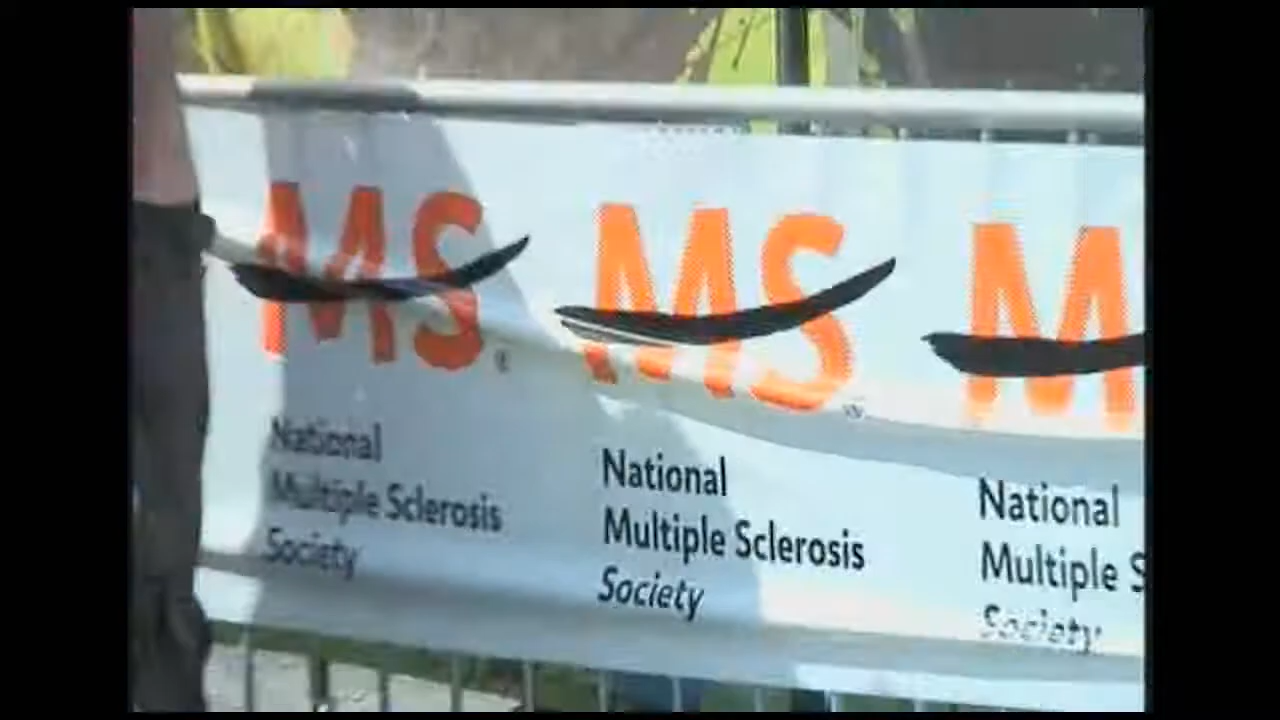 MS
National
Multiple Sclerosis
Society
MS
National
Multiple Sclerosis
Society
M
National
Multiple S
Society